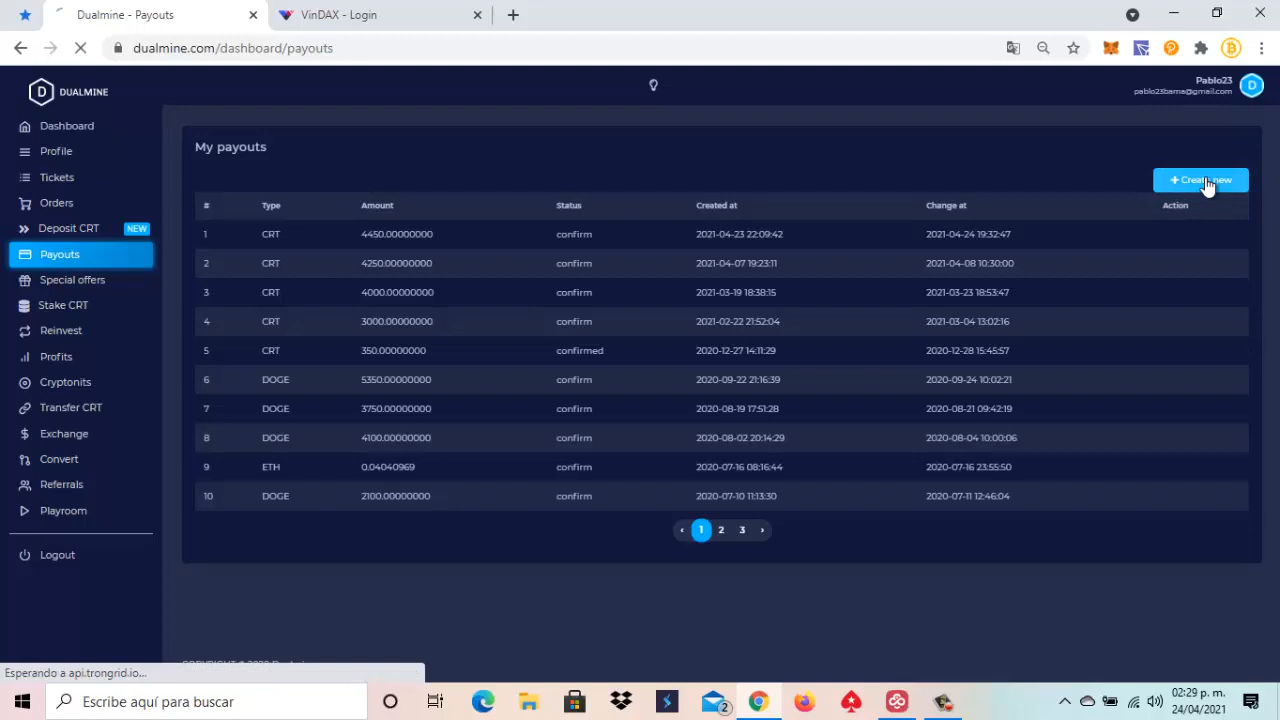 Dualmine - Payouts
VinDAX - Login
dualmine.com/dashboard/payouts
DUALMINE
Pablo23
pablo23bama@gmail.com
Dashboard
Profile
Tickets
Orders
Deposit CRT NEW
Payouts
Special offers
Stake CRT
Reinvest
Profits
Cryptonits
Transfer CRT
Exchange
Convert
Referrals
Playroom
Logout
My payouts
+ Create new
# Type Amount Status Created at Change at Action
1 CRT 4450.00000000 confirm 2021-04-23 22:09:42 2021-04-24 19:32:47
2 CRT 4250.00000000 confirm 2021-04-07 19:23:11 2021-04-08 10:30:00
3 CRT 4000.00000000 confirm 2021-03-19 18:38:15 2021-03-23 18:53:47
4 CRT 3000.00000000 confirm 2021-02-22 21:52:04 2021-03-04 13:02:16
5 CRT 350.00000000 confirmed 2020-12-27 14:11:29 2020-12-28 15:45:57
6 DOGE 5350.00000000 confirm 2020-09-22 21:16:39 2020-09-24 10:02:21
7 DOGE 3750.00000000 confirm 2020-08-19 17:51:28 2020-08-21 09:42:19
8 DOGE 4100.00000000 confirm 2020-08-02 20:14:29 2020-08-04 10:00:06
9 ETH 0.04040969 confirm 2020-07-16 08:16:44 2020-07-16 23:55:50
10 DOGE 2100.00000000 confirm 2020-07-10 11:13:30 2020-07-11 12:46:04
‹ 1 2 3 ›
Esperando a api.trongrid.io...
Escribe aquí para buscar
2
02:29 p. m.
24/04/2021